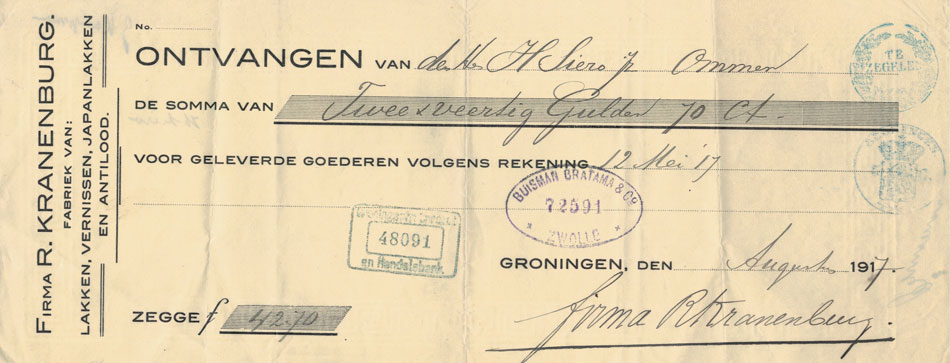 FIRMA R. KRANENBURG.
FABRIEK VAN:
LAKKEN, VERNISSEN, JAPANLAKKEN
EN ANTILOOD.
No.
ONTVANGEN VAN de Hr H Siero jr Ommen
DE SOMMA VAN Twee & veertig Gulden 70 Ct.
VOOR GELEVERDE GOEDEREN VOLGENS REKENING 12 Mei '17
BUISMAN GRATAMA & Co.
72591
ZWOLLE
48091
en Handelsbank
GRONINGEN, DEN Augustus 1917.
ZEGGE f 42.70
firma R Kranenburg.
TE